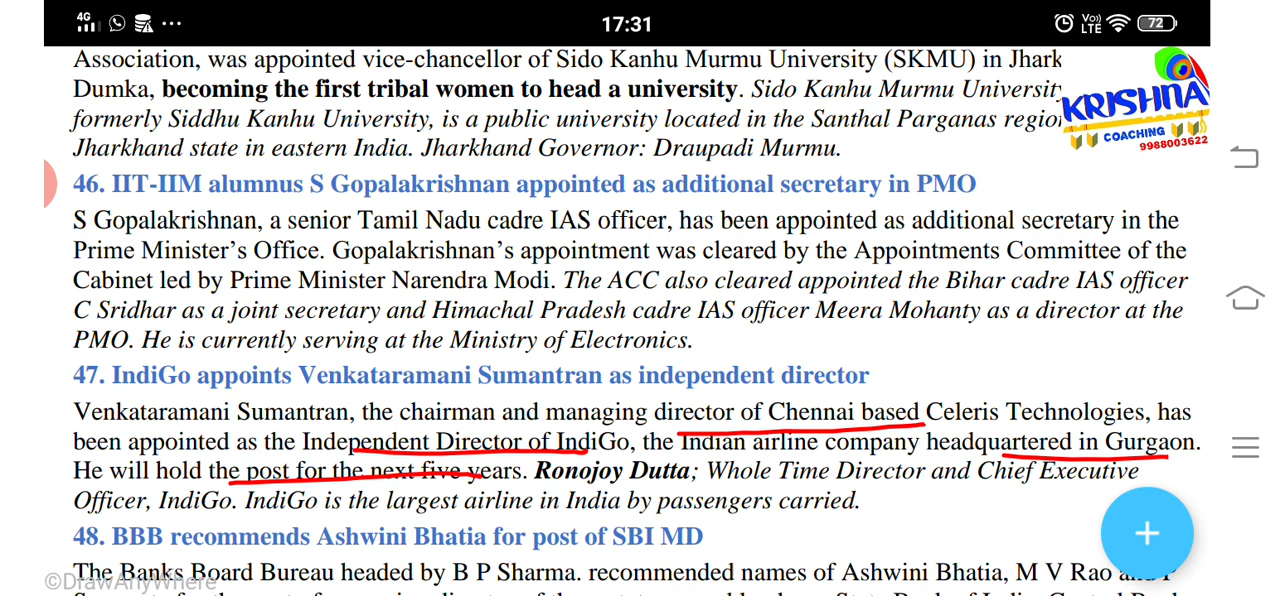 4G
17:31
Vo) LTE
72
Association, was appointed vice-chancellor of Sido Kanhu Murmu University (SKMU) in Jhark
Dumka, becoming the first tribal women to head a university. Sido Kanhu Murmu University
formerly Siddhu Kanhu University, is a public university located in the Santhal Parganas region
Jharkhand state in eastern India. Jharkhand Governor: Draupadi Murmu.
KRISHNA
COACHING
9988003622
46. IIT-IIM alumnus S Gopalakrishnan appointed as additional secretary in PMO
S Gopalakrishnan, a senior Tamil Nadu cadre IAS officer, has been appointed as additional secretary in the
Prime Minister’s Office. Gopalakrishnan’s appointment was cleared by the Appointments Committee of the
Cabinet led by Prime Minister Narendra Modi. The ACC also cleared appointed the Bihar cadre IAS officer
C Sridhar as a joint secretary and Himachal Pradesh cadre IAS officer Meera Mohanty as a director at the
PMO. He is currently serving at the Ministry of Electronics.
47. IndiGo appoints Venkataramani Sumantran as independent director
Venkataramani Sumantran, the chairman and managing director of Chennai based Celeris Technologies, has
been appointed as the Independent Director of IndiGo, the Indian airline company headquartered in Gurgaon.
He will hold the post for the next five years. Ronojoy Dutta; Whole Time Director and Chief Executive
Officer, IndiGo. IndiGo is the largest airline in India by passengers carried.
48. BBB recommends Ashwini Bhatia for post of SBI MD
The Banks Board Bureau headed by B P Sharma. recommended names of Ashwini Bhatia, M V Rao
©DrawAnyWhere